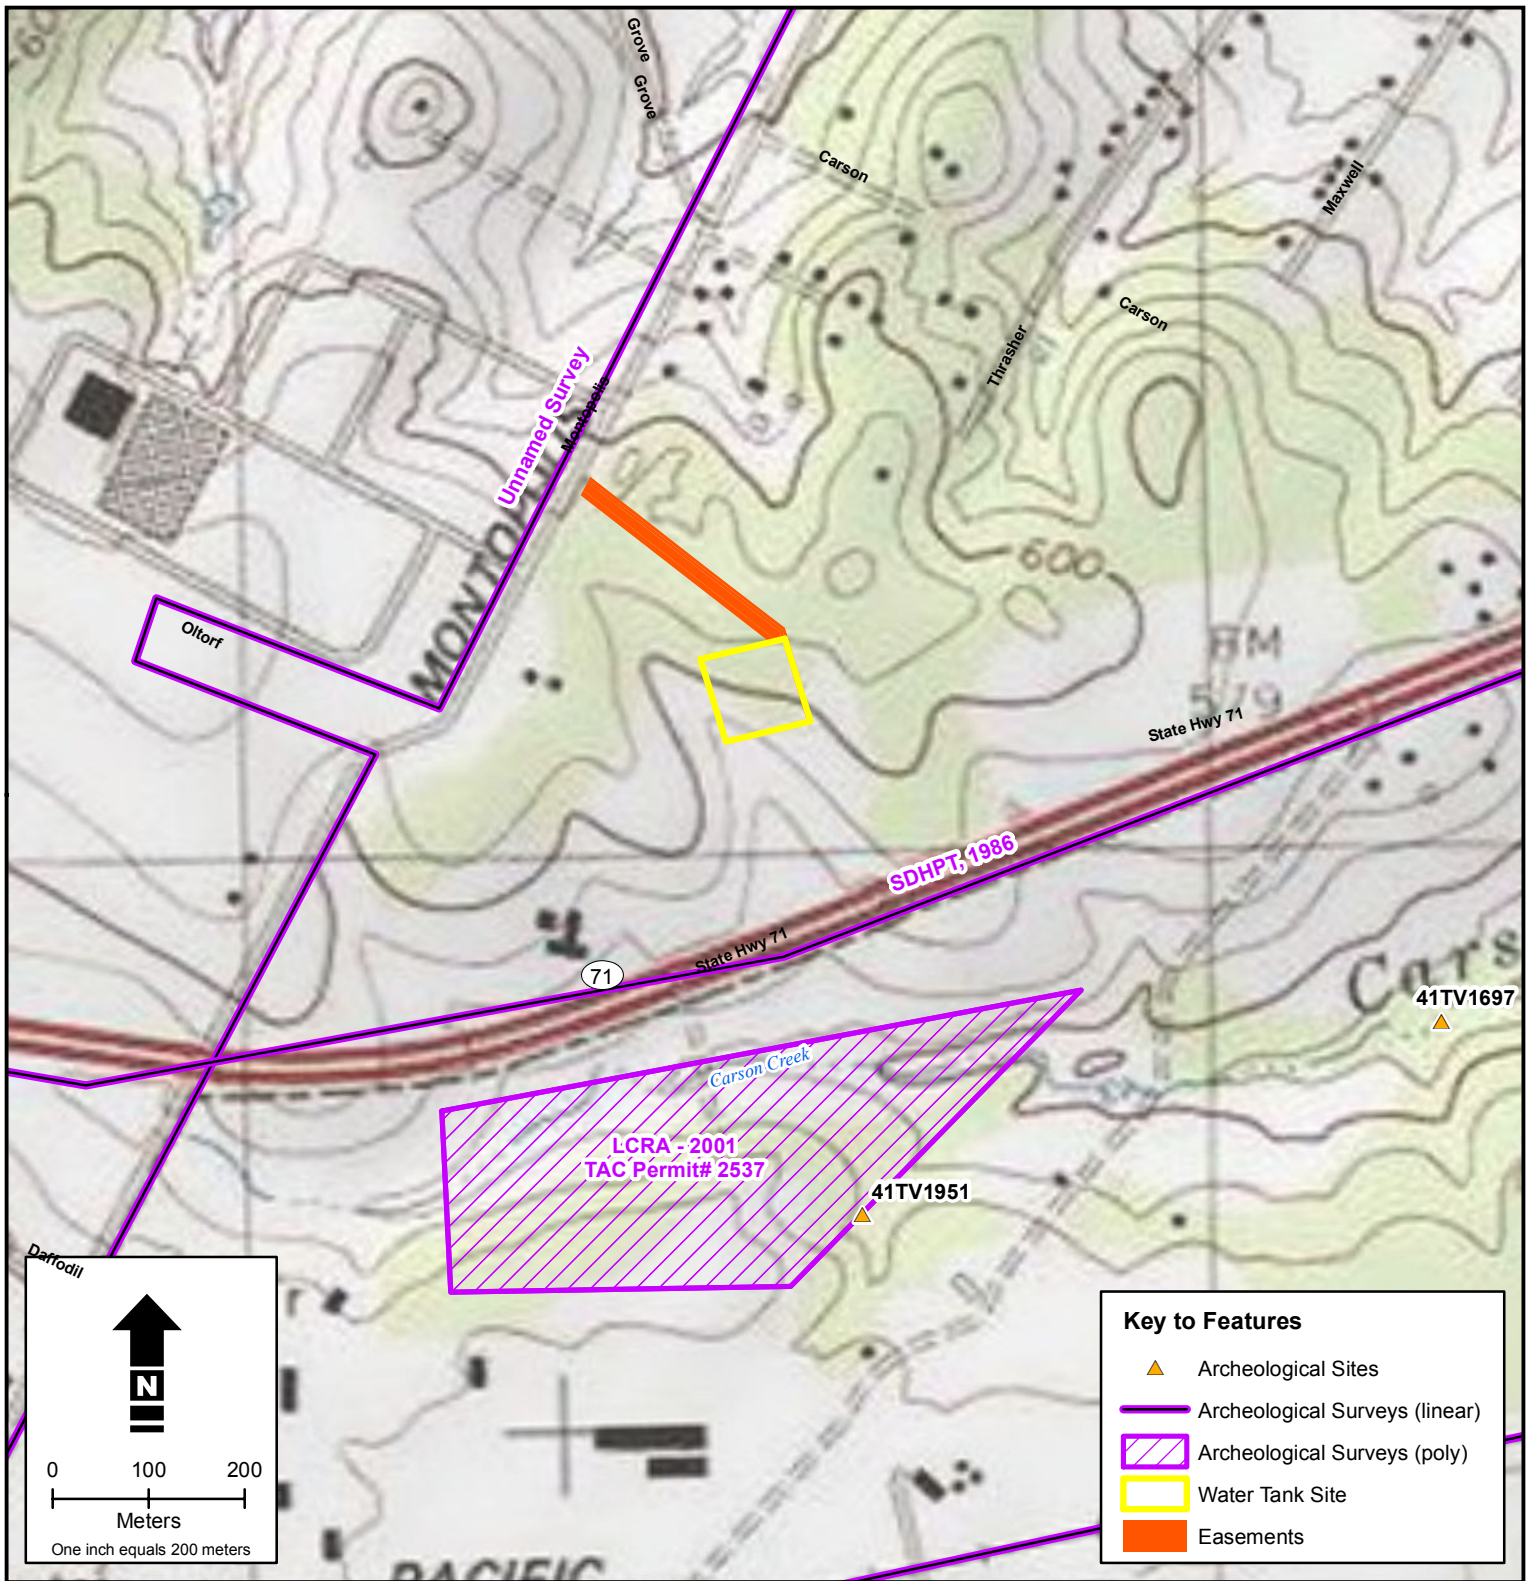 Grove
Grove
Carson
Maxwell
Carson
Thrasher
Unnamed Survey
Montopolis
600
Oltorf
BM
579
State Hwy 71
SDHPT, 1986
State Hwy 71
71
Cars
41TV1697
Carson Creek
LCRA - 2001
TAC Permit# 2537
41TV1951
Daffodil
N
0 100 200
Meters
One inch equals 200 meters
PACIFIC
Key to Features
Archeological Sites
Archeological Surveys (linear)
Archeological Surveys (poly)
Water Tank Site
Easements